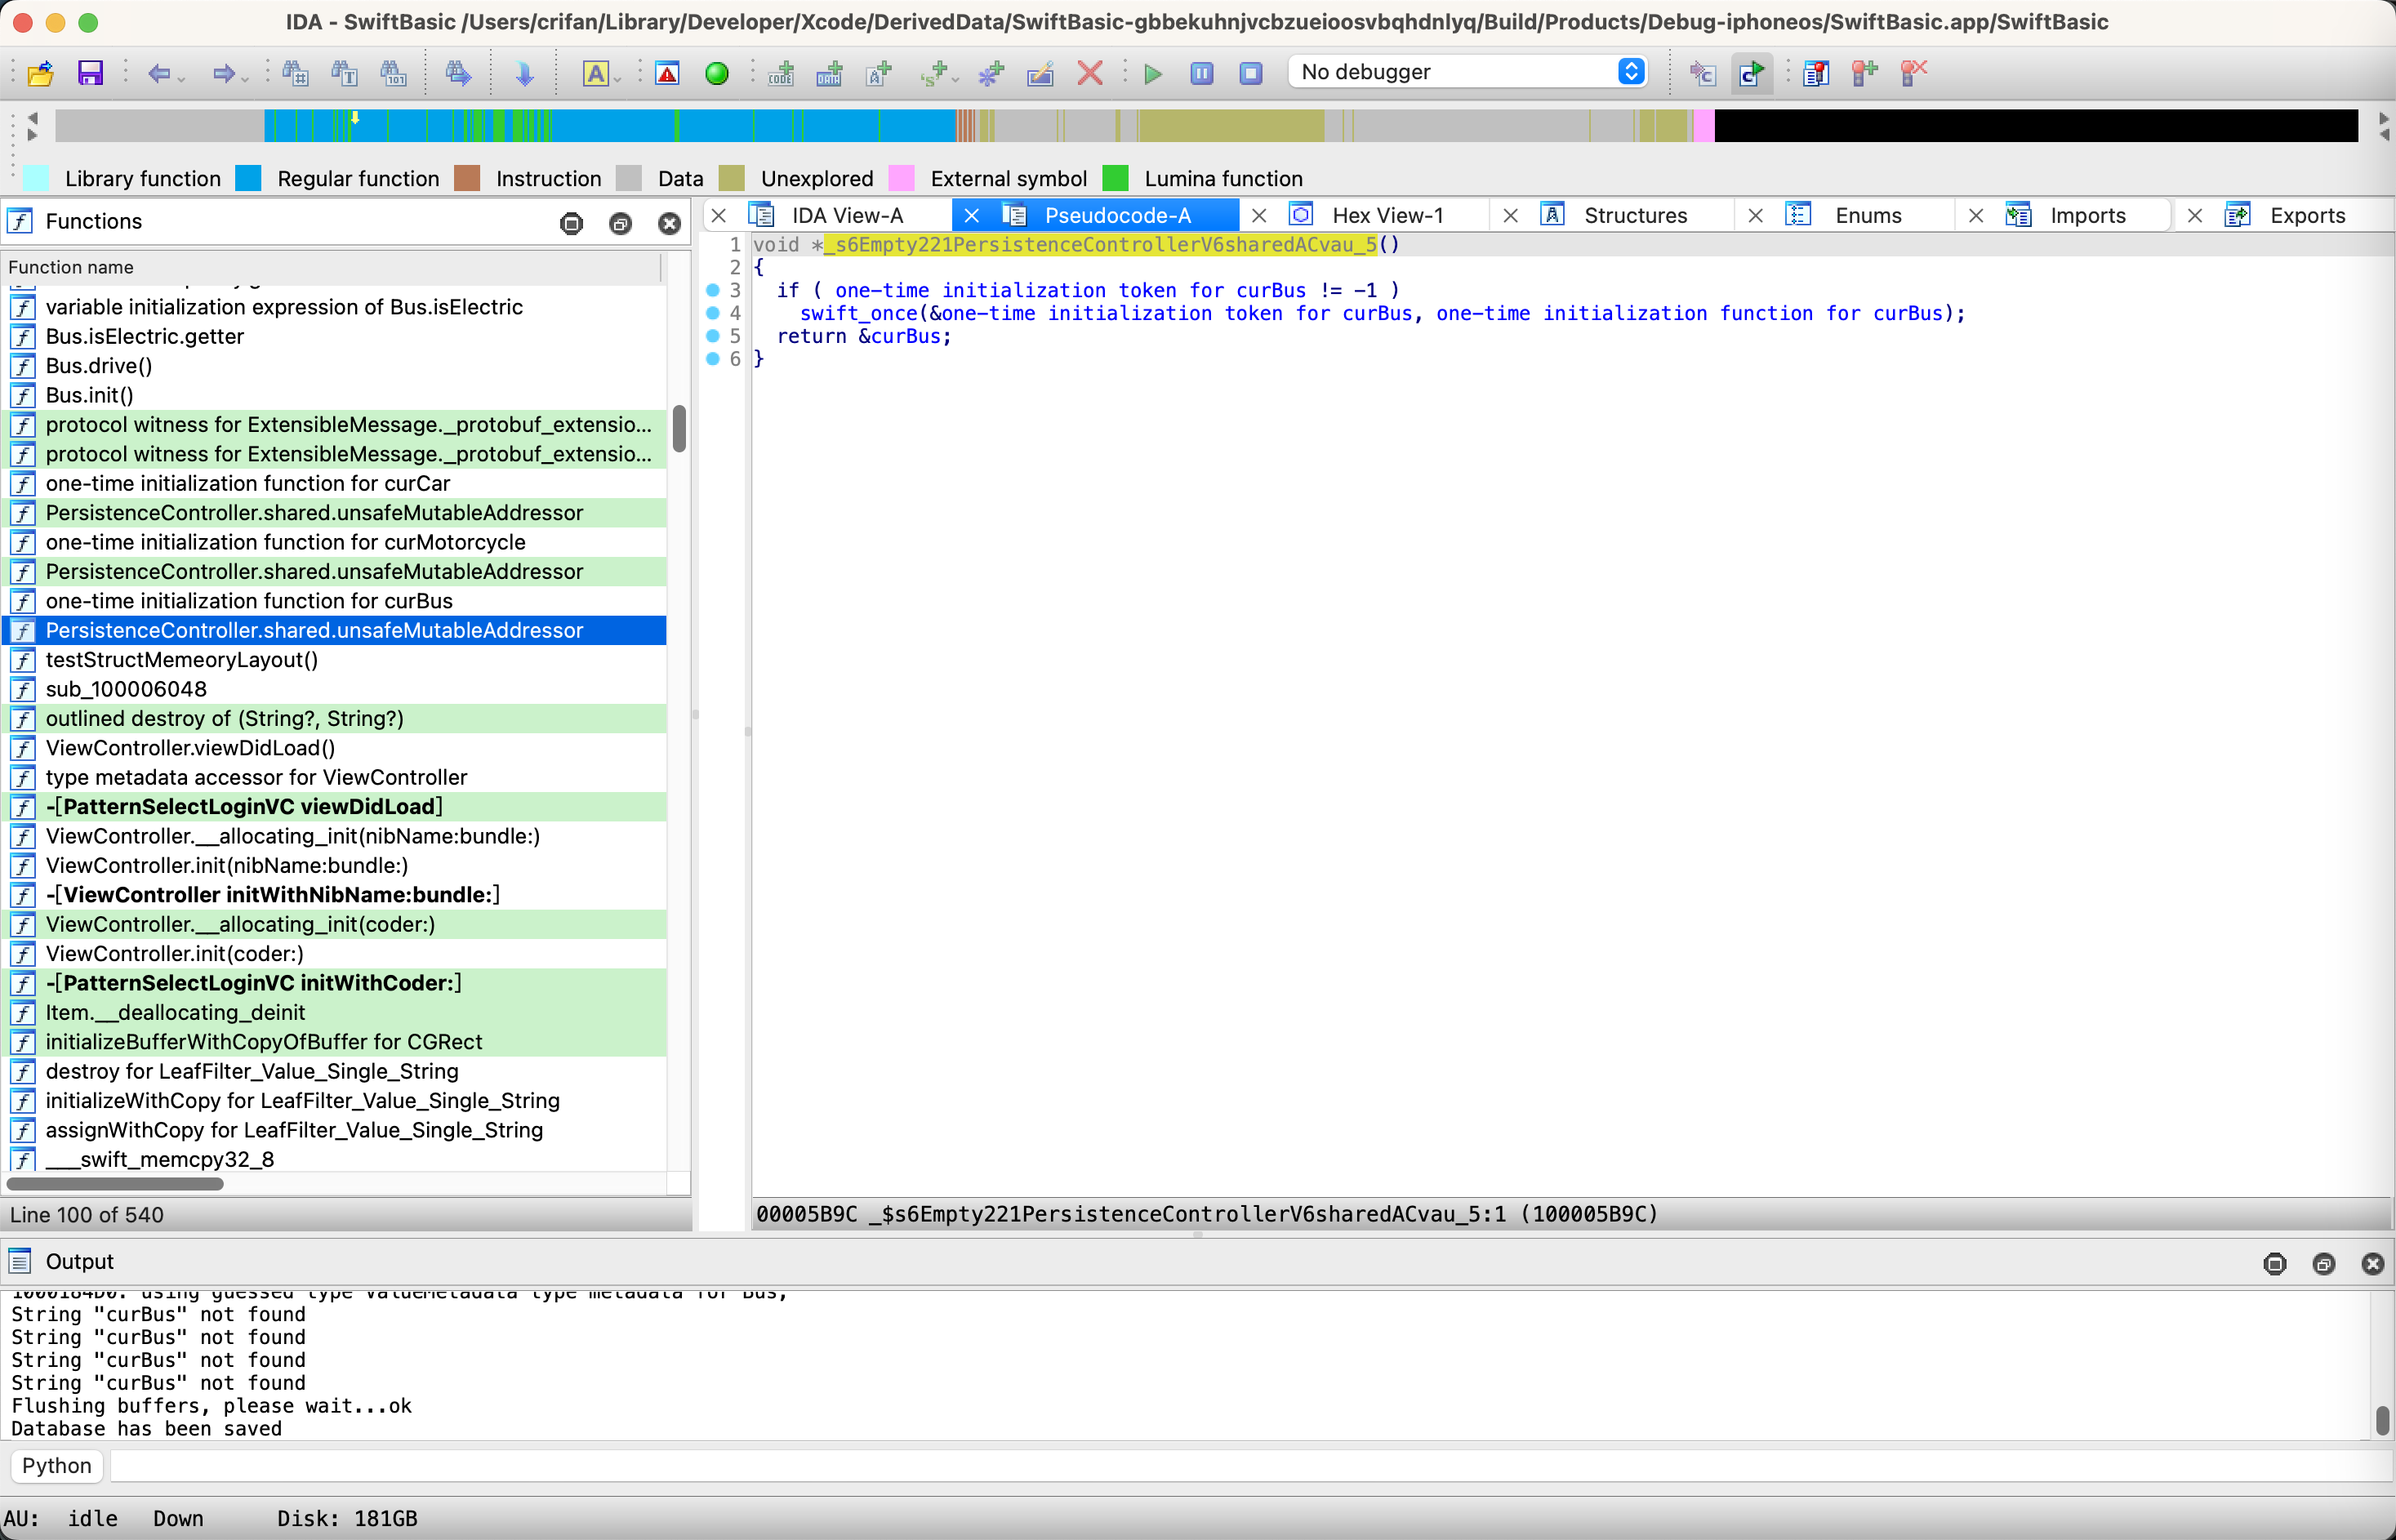 IDA - SwiftBasic /Users/crifan/Library/Developer/Xcode/DerivedData/SwiftBasic-gbbekuhnjvcbzueioosvbqhdnlyq/Build/Products/Debug-iphoneos/SwiftBasic.app/SwiftBasic
No debugger
Library function Regular function Instruction Data Unexplored External symbol Lumina function
Functions
Function name
variable initialization expression of Bus.isElectric
Bus.isElectric.getter
Bus.drive()
Bus.init()
protocol witness for ExtensibleMessage._protobuf_extensio...
protocol witness for ExtensibleMessage._protobuf_extensio...
one-time initialization function for curCar
PersistenceController.shared.unsafeMutableAddressor
one-time initialization function for curMotorcycle
PersistenceController.shared.unsafeMutableAddressor
one-time initialization function for curBus
PersistenceController.shared.unsafeMutableAddressor
testStructMemeoryLayout()
sub_100006048
outlined destroy of (String?, String?)
ViewController.viewDidLoad()
type metadata accessor for ViewController
-[PatternSelectLoginVC viewDidLoad]
ViewController.__allocating_init(nibName:bundle:)
ViewController.init(nibName:bundle:)
-[ViewController initWithNibName:bundle:]
ViewController.__allocating_init(coder:)
ViewController.init(coder:)
-[PatternSelectLoginVC initWithCoder:]
Item.__deallocating_deinit
initializeBufferWithCopyOfBuffer for CGRect
destroy for LeafFilter_Value_Single_String
initializeWithCopy for LeafFilter_Value_Single_String
assignWithCopy for LeafFilter_Value_Single_String
___swift_memcpy32_8
Line 100 of 540
IDA View-A Pseudocode-A Hex View-1 Structures Enums Imports Exports
1 void *_s6Empty221PersistenceControllerV6sharedACvau_5()
2 {
3 if ( one-time initialization token for curBus != -1 )
4 swift_once(&one-time initialization token for curBus, one-time initialization function for curBus);
5 return &curBus;
6 }
00005B9C _$s6Empty221PersistenceControllerV6sharedACvau_5:1 (100005B9C)
Output
1000184D0: using guessed type ValueMetadata type metadata for Bus;
String "curBus" not found
String "curBus" not found
String "curBus" not found
String "curBus" not found
Flushing buffers, please wait...ok
Database has been saved
Python
AU: idle Down Disk: 181GB